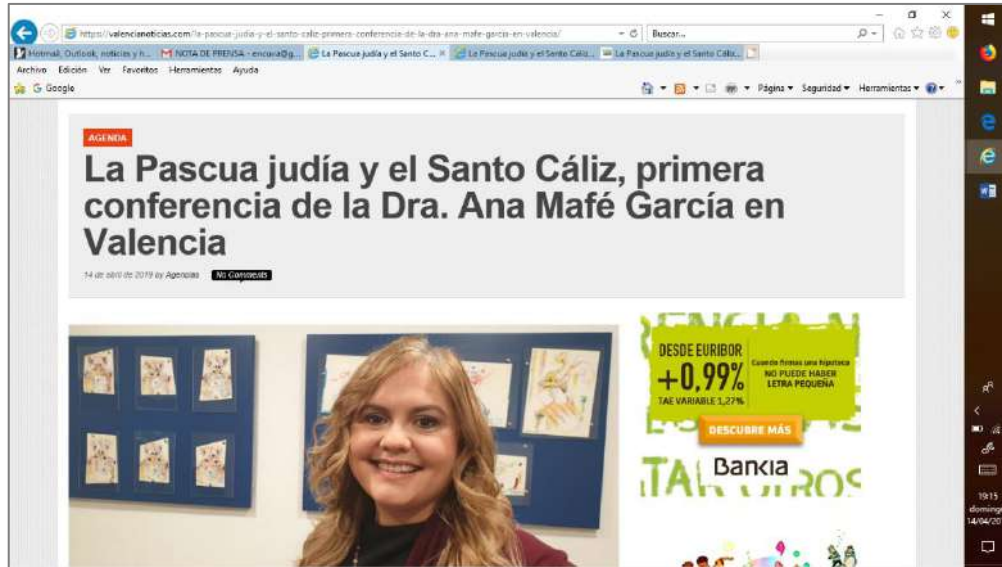 https://valencianoticias.com/la-pascua-judia-y-el-santo-caliz-primera-conferencia-de-la-dra-ana-mafe-garcia-en-valencia/
Buscar...
Hotmail, Outlook, noticias y h...
NOTA DE PRENSA - encuva@g...
La Pascua judía y el Santo C...
La Pascua judía y el Santo Cáliz...
La Pascua judía y el Santo Cáliz...
Archivo Edición Ver Favoritos Herramientas Ayuda
Google
Página Seguridad Herramientas
AGENDA
La Pascua judía y el Santo Cáliz, primera
conferencia de la Dra. Ana Mafé García en
Valencia
14 de abril de 2019 by Agencias No Comments
DESDE EURIBOR
+0,99%
TAE VARIABLE 1,27%
Cuando firmas una hipoteca
NO PUEDE HABER
LETRA PEQUEÑA
DESCUBRE MÁS
Bankia
19:15
domingo
14/04/20